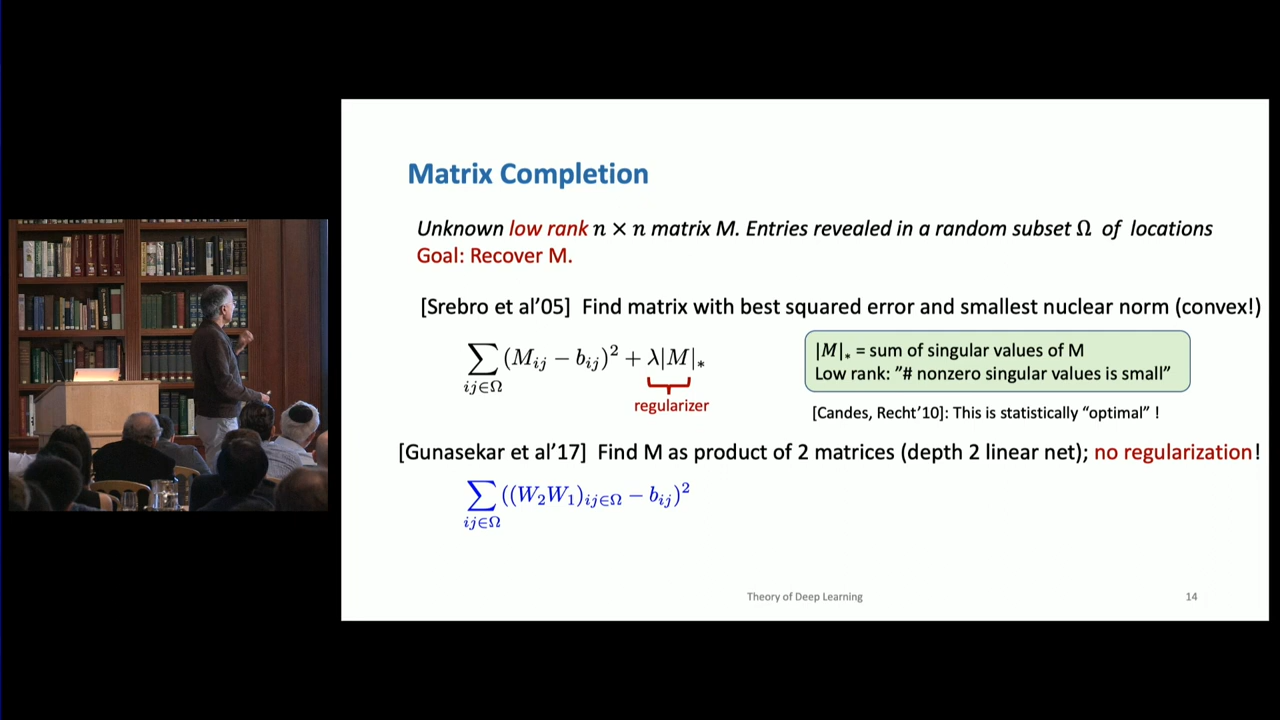 Matrix Completion
Unknown low rank n × n matrix M. Entries revealed in a random subset Ω of locations
Goal: Recover M.
[Srebro et al’05] Find matrix with best squared error and smallest nuclear norm (convex!)
∑_{ij∈Ω} (M_{ij} − b_{ij})² + λ|M|_*
regularizer
|M|_* = sum of singular values of M
Low rank: ”# nonzero singular values is small”
[Candes, Recht’10]: This is statistically “optimal” !
[Gunasekar et al’17] Find M as product of 2 matrices (depth 2 linear net); no regularization!
∑_{ij∈Ω} ((W₂W₁)_{ij∈Ω} − b_{ij})²
Theory of Deep Learning
14